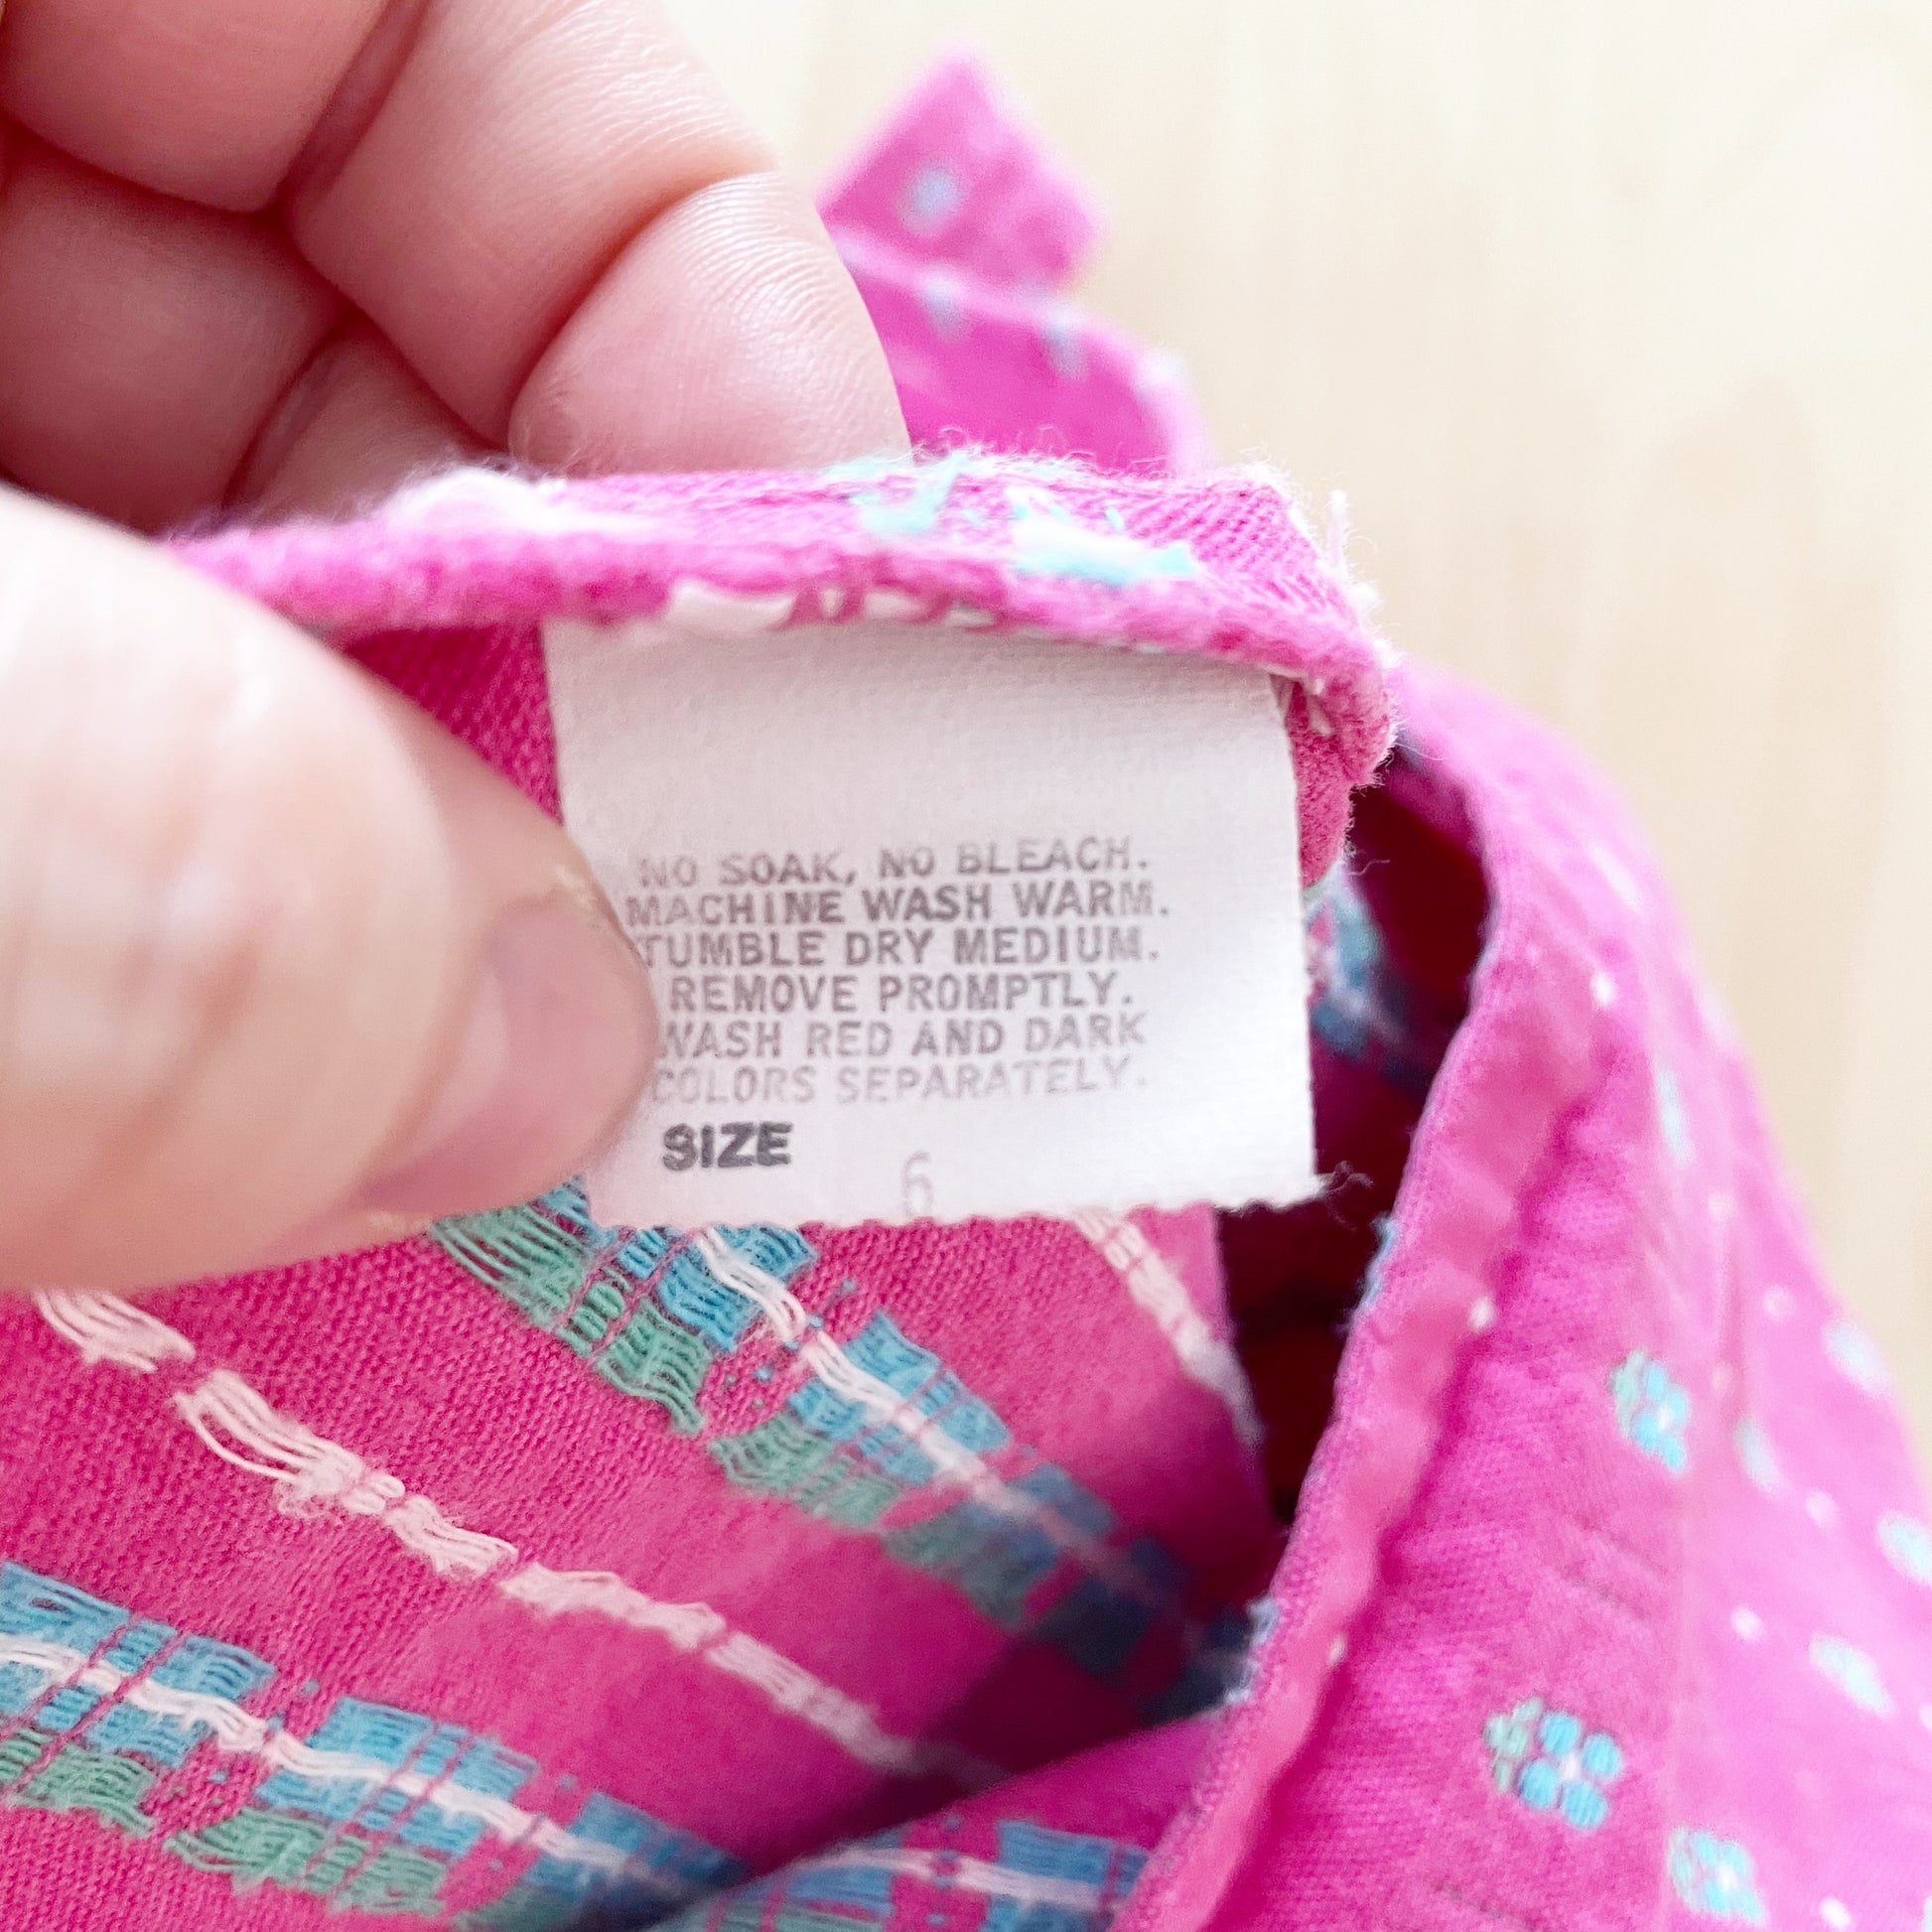 NO SOAK, NO BLEACH.
MACHINE WASH WARM.
TUMBLE DRY MEDIUM.
REMOVE PROMPTLY.
WASH RED AND DARK
COLORS SEPARATELY.
SIZE 6